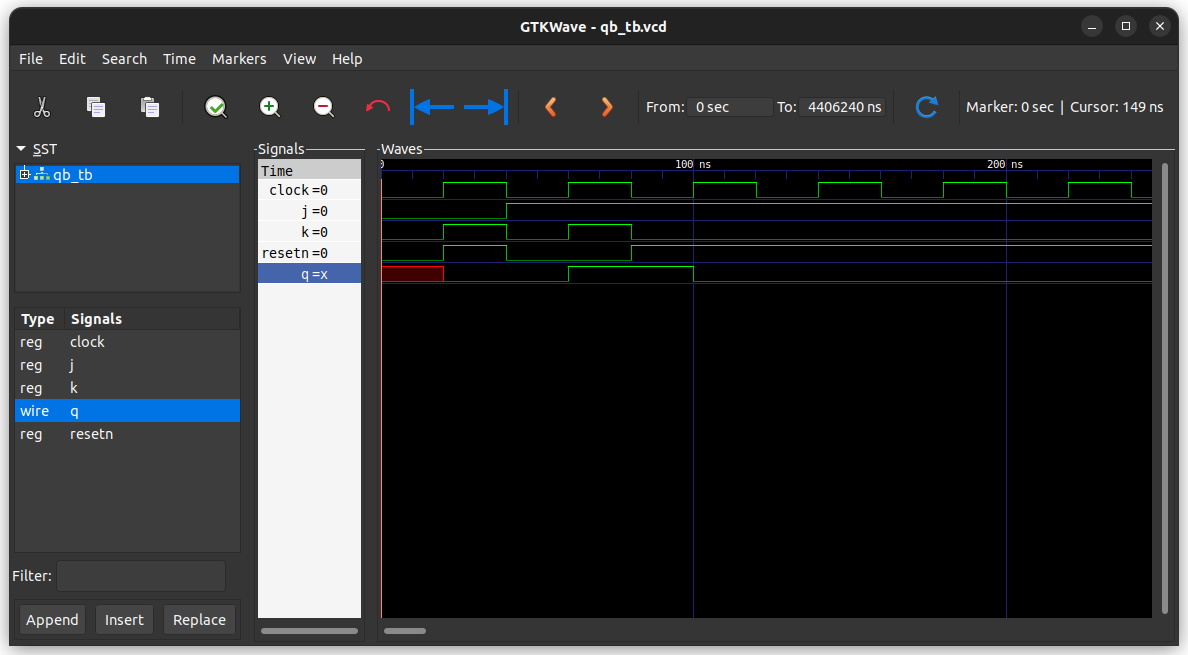 GTKWave - qb_tb.vcd
File Edit Search Time Markers View Help
From: 0 sec To: 4406240 ns Marker: 0 sec | Cursor: 149 ns
SST
qb_tb
Type Signals
reg clock
reg j
reg k
wire q
reg resetn
Filter:
Append Insert Replace
Signals
Time
clock=0
j=0
k=0
resetn=0
q=x
Waves
0 100 ns 200 ns